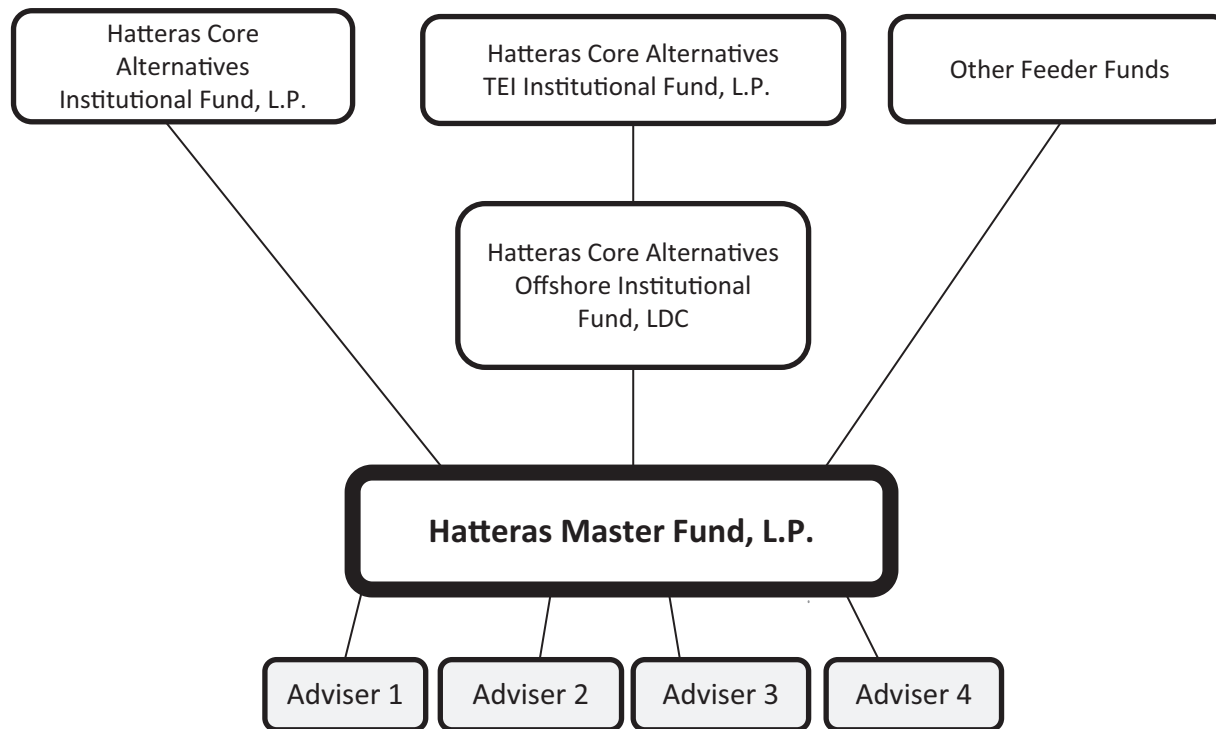 Hatteras Core
Alternatives
Institutional Fund, L.P.
Hatteras Core Alternatives
TEI Institutional Fund, L.P.
Other Feeder Funds
Hatteras Core Alternatives
Offshore Institutional
Fund, LDC
Hatteras Master Fund, L.P.
Adviser 1
Adviser 2
Adviser 3
Adviser 4